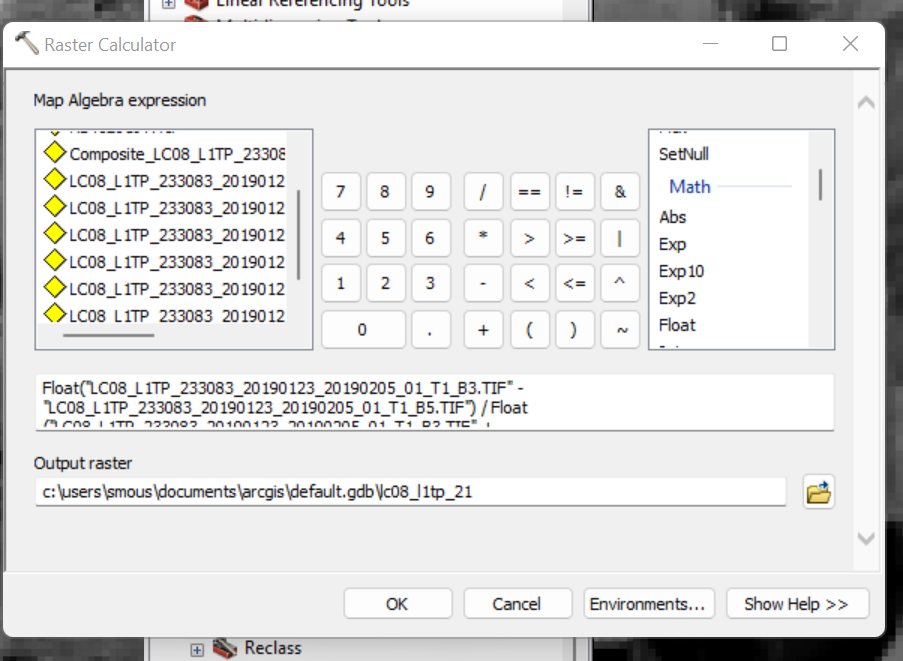 Linear Referencing Tools
Raster Calculator
Map Algebra expression
Composite_LC08_L1TP_23308
LC08_L1TP_233083_2019012
LC08_L1TP_233083_2019012
LC08_L1TP_233083_2019012
LC08_L1TP_233083_2019012
LC08_L1TP_233083_2019012
LC08_L1TP_233083_2019012
7 8 9 / == != &
4 5 6 * > >= |
1 2 3 - < <= ^
0 . + ( ) ~
SetNull
Math
Abs
Exp
Exp10
Exp2
Float
Float("LC08_L1TP_233083_20190123_20190205_01_T1_B3.TIF" -
"LC08_L1TP_233083_20190123_20190205_01_T1_B5.TIF") / Float
("LC08_L1TP_233083_20190123_20190205_01_T1_B3.TIF" +
Output raster
c:\users\smous\documents\arcgis\default.gdb\lc08_l1tp_21
OK Cancel Environments... Show Help >>
Reclass